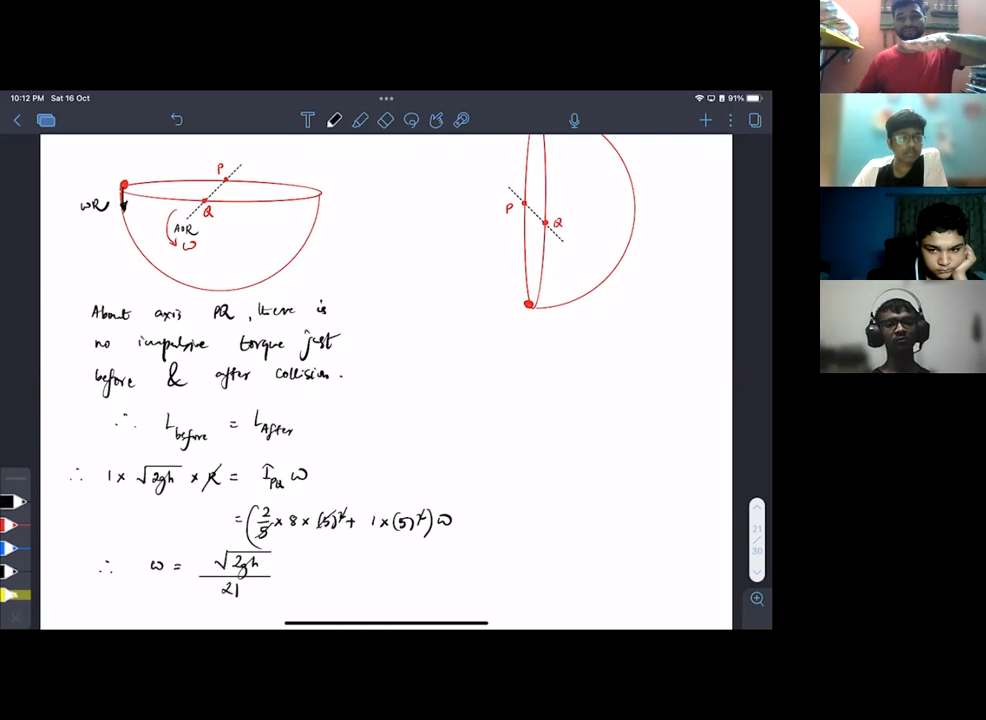 10:12 PM Sat 16 Oct
91%
P
Q
ωR
AOR
ω
P
Q
About axis PQ, there is
no impulsive torque just
before & after collision.
∴ L_before = L_After
∴ 1 × √2gh × R = I_PQ ω
= (2/5 × 8 × (5)² + 1 × (5)²) ω
∴ ω = √2gh / 21
21
30